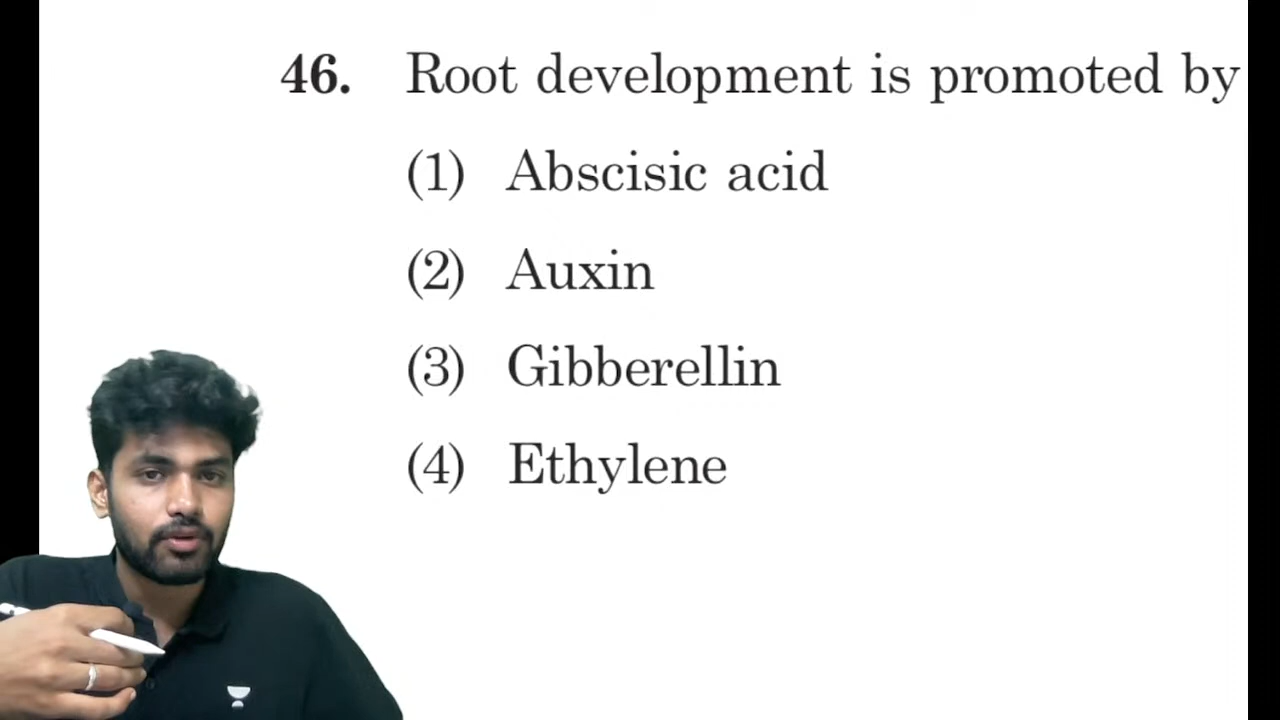 46. Root development is promoted by
(1) Abscisic acid
(2) Auxin
(3) Gibberellin
(4) Ethylene